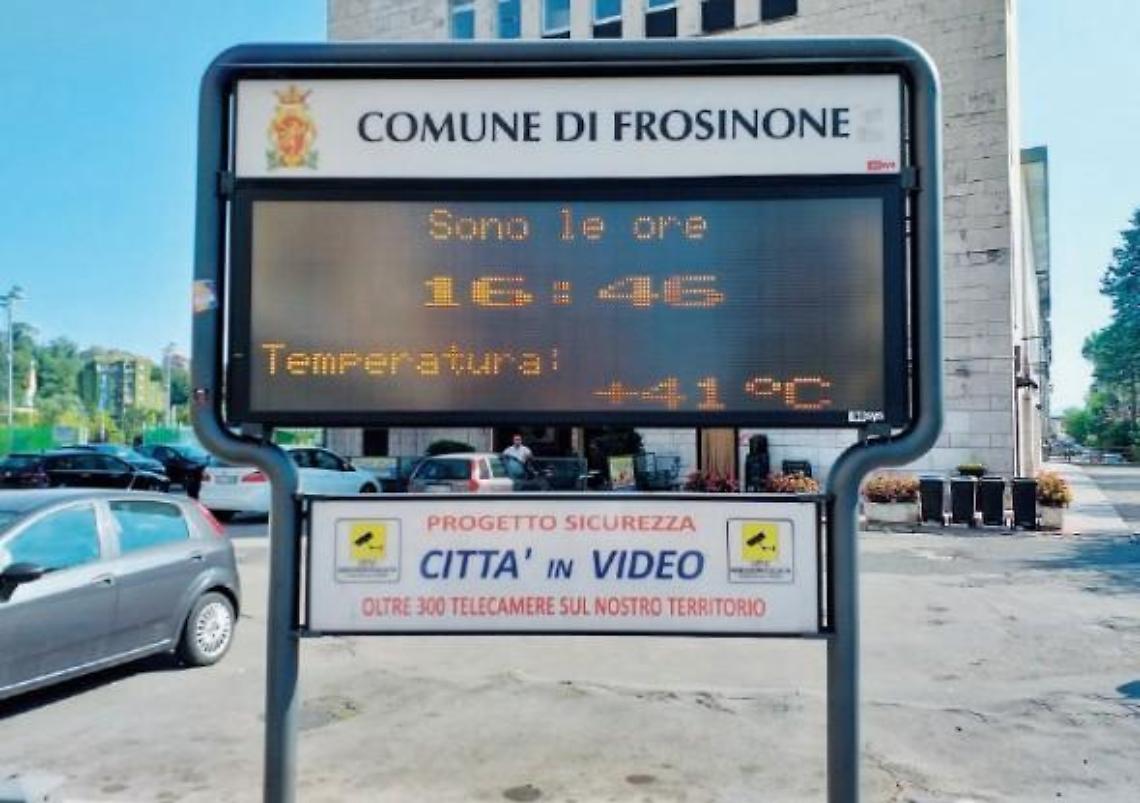 COMUNE DI FROSINONE
Sono le ore
16:46
Temperatura:
+41°C
PROGETTO SICUREZZA
CITTA' IN VIDEO
OLTRE 300 TELECAMERE SUL NOSTRO TERRITORIO